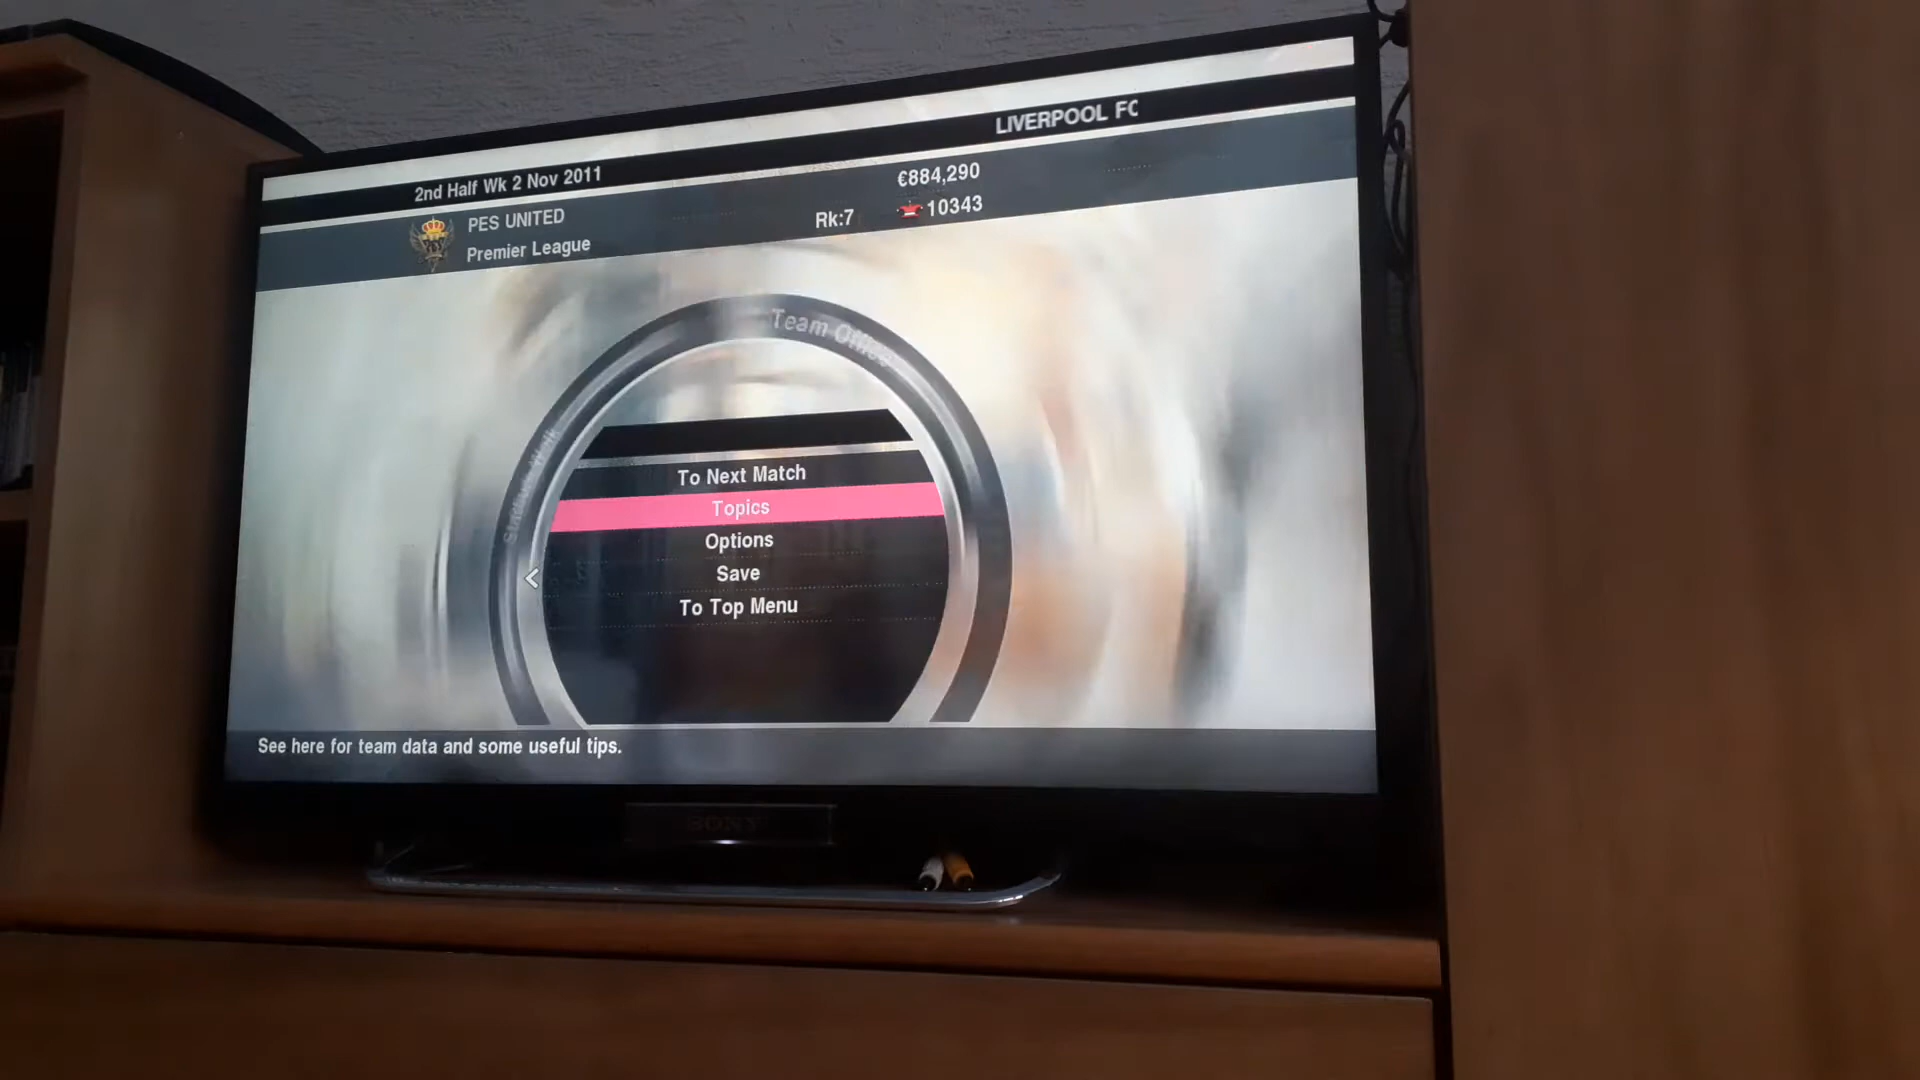 LIVERPOOL FC
2nd Half Wk 2 Nov 2011
€884,290
PES UNITED
Rk:7
10343
Premier League
Team Office
To Next Match
Topics
Options
Save
To Top Menu
See here for team data and some useful tips.
SONY